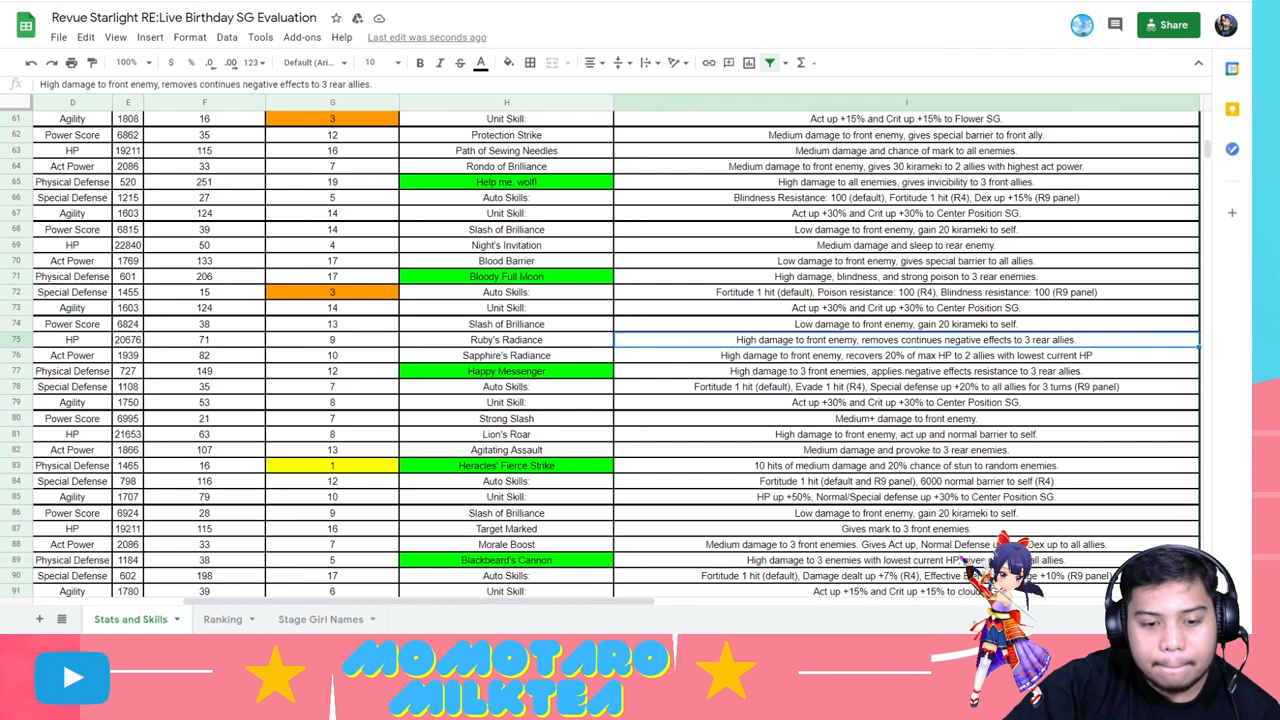 Revue Starlight RE:Live Birthday SG Evaluation
Share
File Edit View Insert Format Data Tools Add-ons Help Last edit was seconds ago
100% $ % .0 .00 123 Default (Ari... 10 B I S A
fx High damage to front enemy, removes continues negative effects to 3 rear allies.
D E F G H I
61 Agility 1808 16 3 Unit Skill: Act up +15% and Crit up +15% to Flower SG.
62 Power Score 6862 35 12 Protection Strike Medium damage to front enemy, gives special barrier to front ally.
63 HP 19211 115 16 Path of Sewing Needles Medium damage and chance of mark to all enemies.
64 Act Power 2086 33 7 Rondo of Brilliance Medium damage to front enemy, gives 30 kirameki to 2 allies with highest act power.
65 Physical Defense 520 251 19 Help me, wolf! High damage to all enemies, gives invicibility to 3 front allies.
66 Special Defense 1215 27 5 Auto Skills: Blindness Resistance: 100 (default), Fortitude 1 hit (R4), Dex up +15% (R9 panel)
67 Agility 1603 124 14 Unit Skill: Act up +30% and Crit up +30% to Center Position SG.
68 Power Score 6815 39 14 Slash of Brilliance Low damage to front enemy, gain 20 kirameki to self.
69 HP 22840 50 4 Night's Invitation Medium damage and sleep to rear enemy.
70 Act Power 1769 133 17 Blood Barrier Low damage to front enemy, gives special barrier to all enemies.
71 Physical Defense 601 206 17 Bloody Full Moon High damage, blindness, and strong poison to 3 rear enemies.
72 Special Defense 1455 15 3 Auto Skills: Fortitude 1 hit (default), Poison resistance: 100 (R4), Blindness resistance: 100 (R9 panel)
73 Agility 1603 124 14 Unit Skill: Act up +30% and Crit up +30% to Center Position SG.
74 Power Score 6824 38 13 Slash of Brilliance Low damage to front enemy, gain 20 kirameki to self.
75 HP 20676 71 9 Ruby's Radiance High damage to front enemy, removes continues negative effects to 3 rear allies.
76 Act Power 1939 82 10 Sapphire's Radiance High damage to front enemy, recovers 20% of max HP to 2 allies with lowest current HP
77 Physical Defense 727 149 12 Happy Messenger High damage to 3 front enemies, applies negative effects resistance to 3 rear allies.
78 Special Defense 1108 35 7 Auto Skills: Fortitude 1 hit (default), Evade 1 hit (R4), Special defense up +20% to all allies for 3 turns (R9 panel)
79 Agility 1750 53 8 Unit Skill: Act up +30% and Crit up +30% to Center Position SG.
80 Power Score 6995 21 7 Strong Slash Medium+ damage to front enemy.
81 HP 21653 63 8 Lion's Roar High damage to front enemy, act up and normal barrier to self.
82 Act Power 1866 107 13 Agitating Assault Medium damage and provoke to 3 rear enemies.
83 Physical Defense 1465 16 1 Heracles' Fierce Strike 10 hits of medium damage and 20% chance of stun to random enemies.
84 Special Defense 798 116 12 Auto Skills: Fortitude 1 hit (default and R9 panel), 6000 normal barrier to self (R4)
85 Agility 1707 79 10 Unit Skill: HP up +50%, Normal/Special defense up +30% to Center Position SG.
86 Power Score 6924 28 9 Slash of Brilliance Low damage to front enemy, gain 20 kirameki to self.
87 HP 19211 115 16 Target Marked Gives mark to 3 front enemies.
88 Act Power 2086 33 7 Morale Boost Medium damage to 3 front enemies. Gives Act up, Normal Defense Dex up to all allies.
89 Physical Defense 1184 38 5 Blackbeard's Cannon High damage to 3 enemies with lowest current HP, allies.
90 Special Defense 602 198 17 Auto Skills: Fortitude 1 hit (default), Damage dealt up +7% (R4), Effective +10% (R9 panel)
91 Agility 1780 39 6 Unit Skill: Act up +15% and Crit up +15% to
Stats and Skills Ranking Stage Girl Names
MOMOTARO
MILKTEA